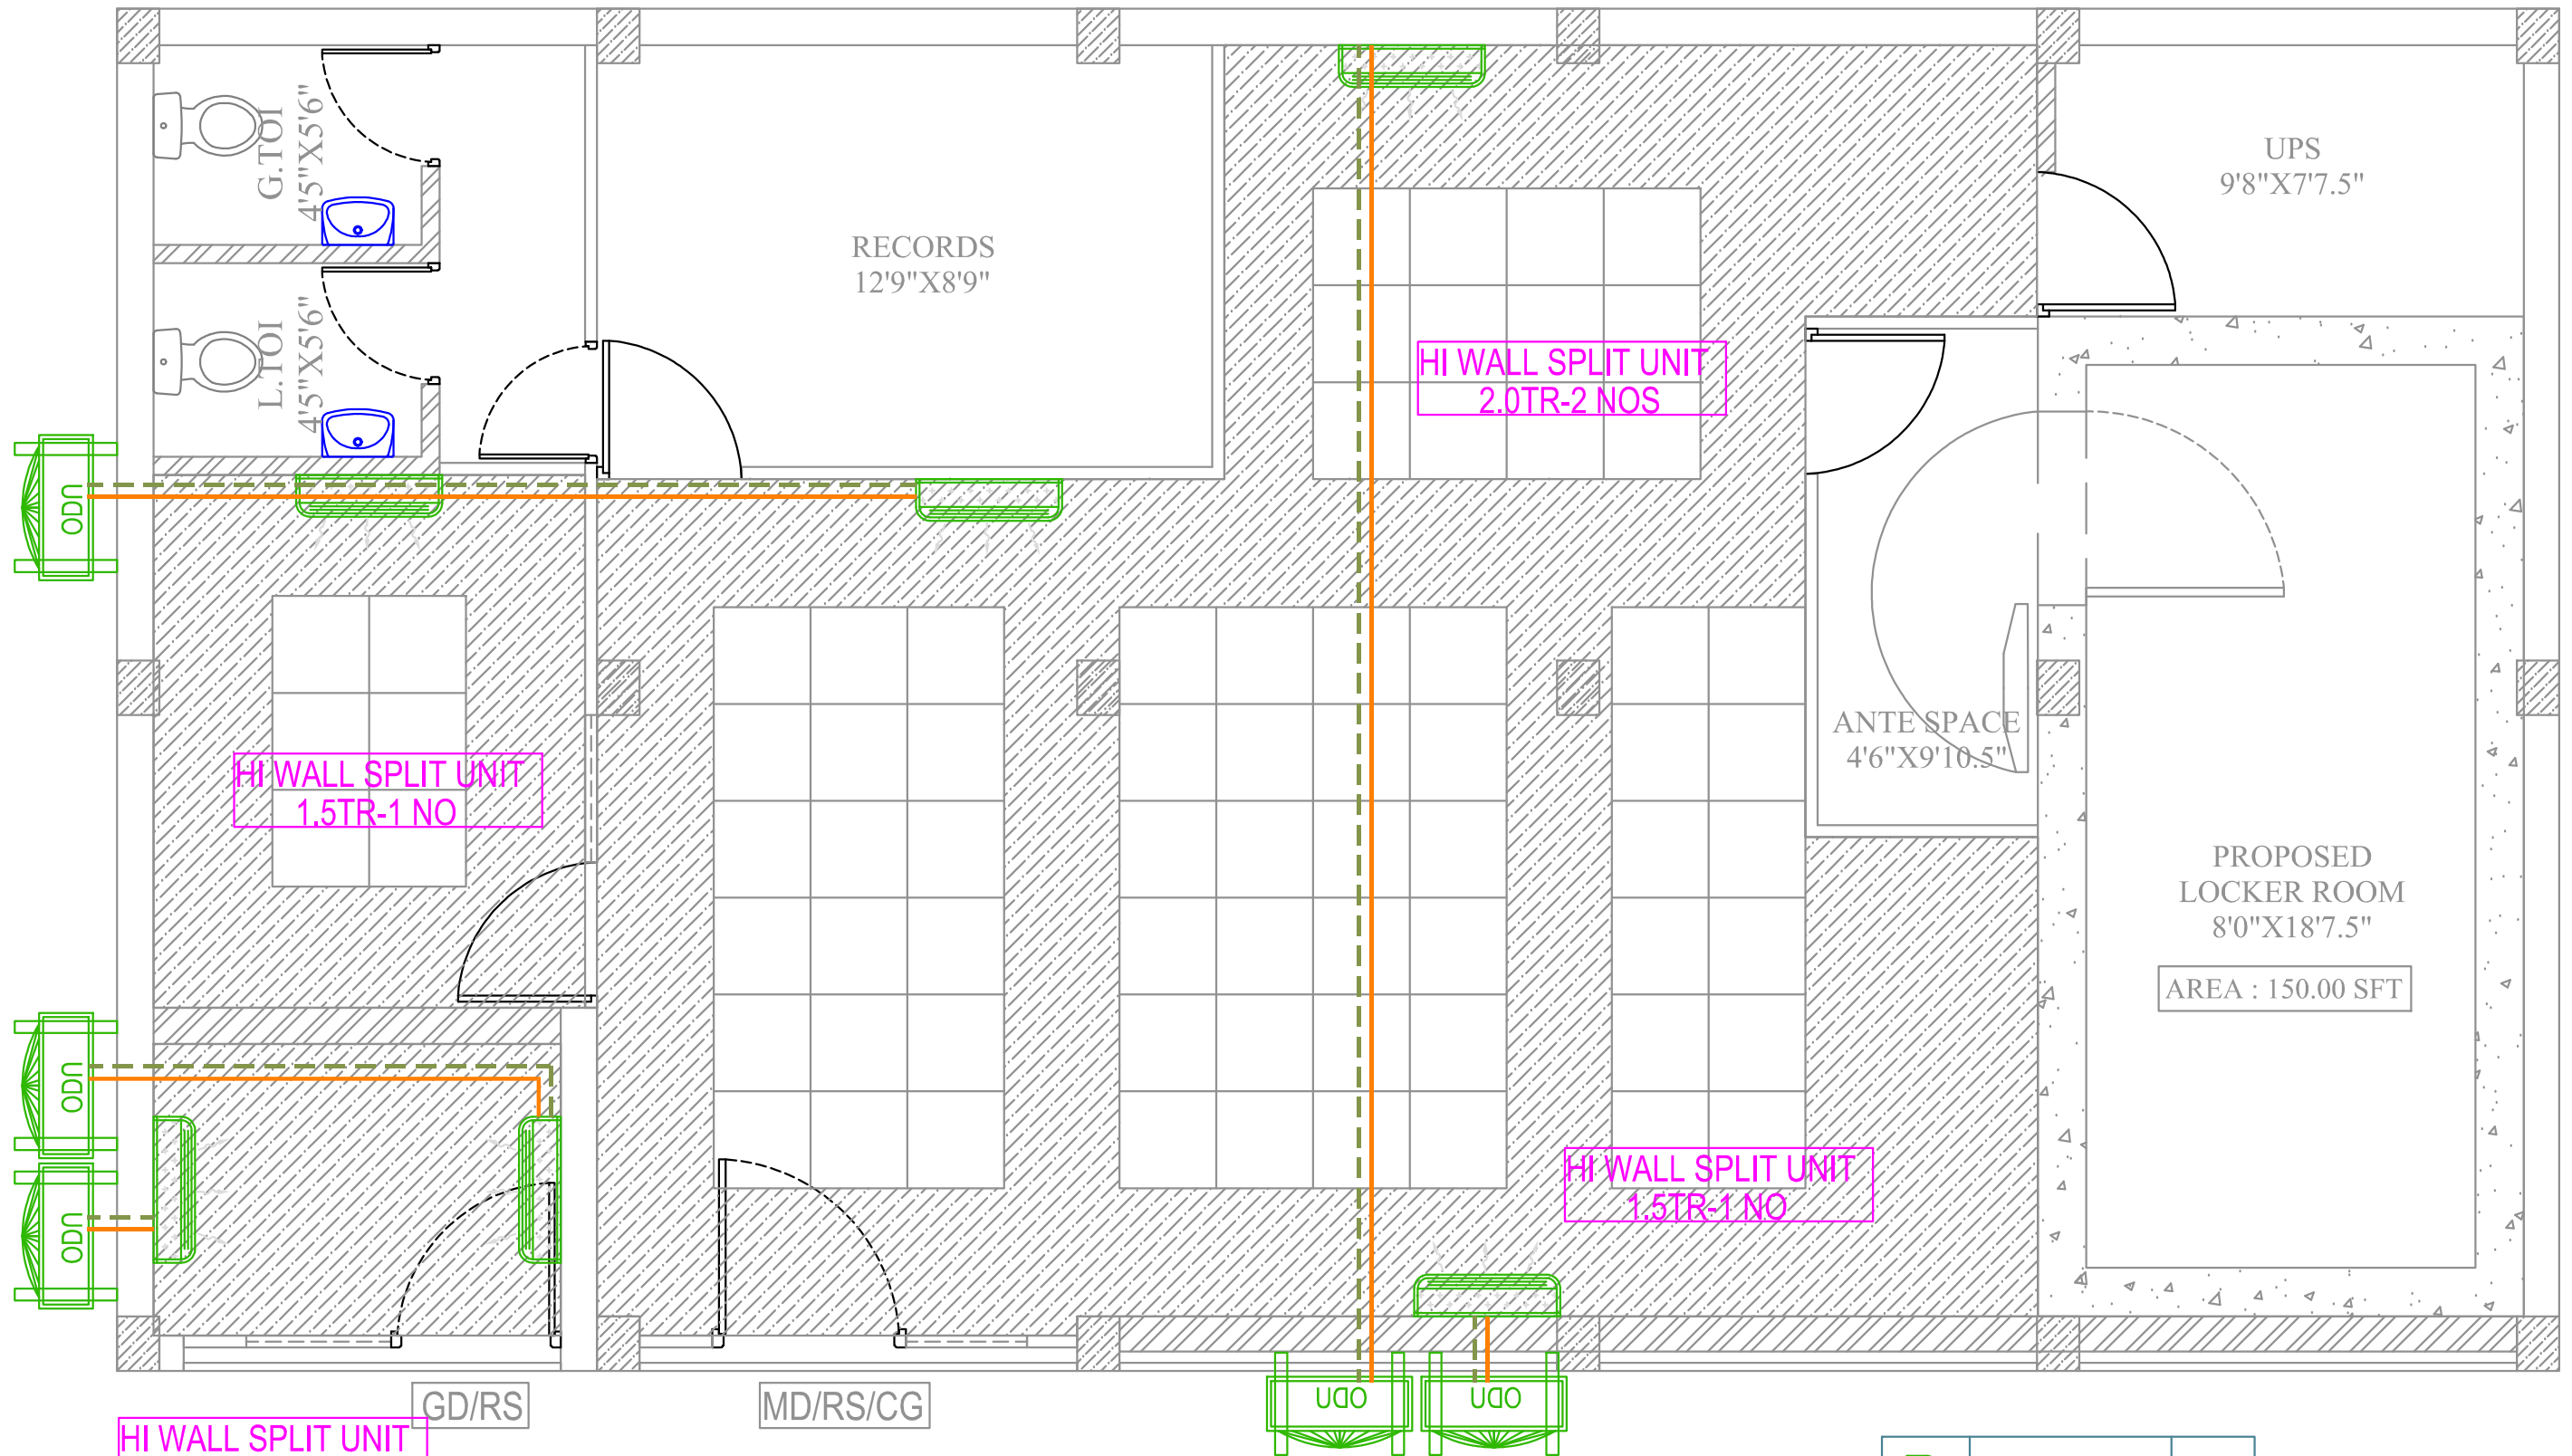 G.TOI
4'5"X5'6"
L.TOI
4'5"X5'6"
RECORDS
12'9"X8'9"
UPS
9'8"X7'7.5"
HI WALL SPLIT UNIT
2.0TR-2 NOS
ODU
HI WALL SPLIT UNIT
1.5TR-1 NO
ANTE SPACE
4'6"X9'10.5"
PROPOSED
LOCKER ROOM
8'0"X18'7.5"
AREA : 150.00 SFT
ODU
ODU
HI WALL SPLIT UNIT
1.5TR-1 NO
ODU
ODU
GD/RS
MD/RS/CG
HI WALL SPLIT UNIT